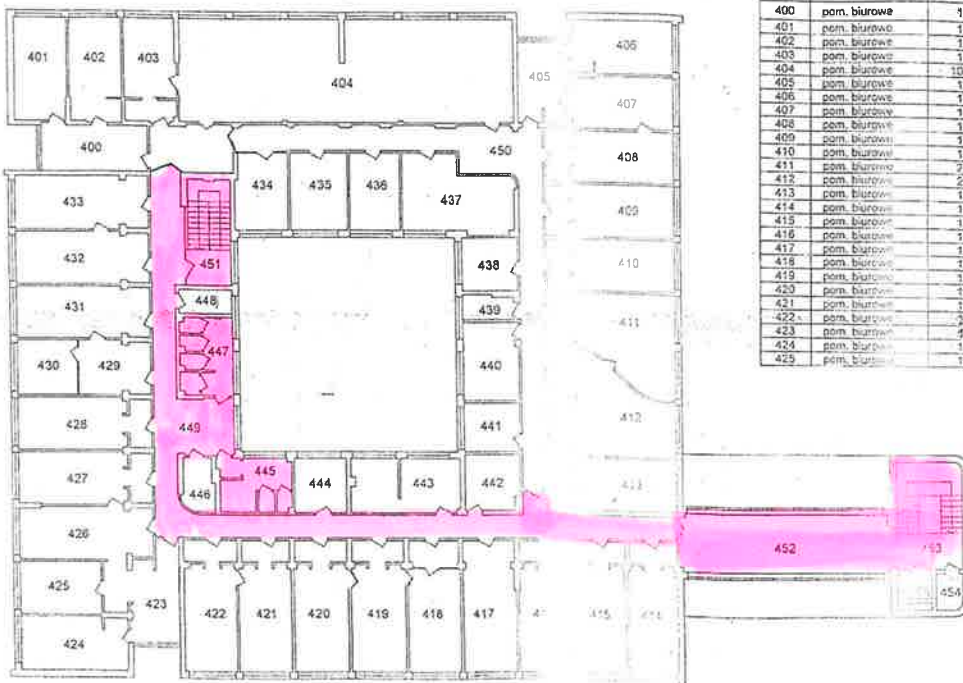 400 pom. biurowe
401 pom. biurowe
402 pom. biurowe
403 pom. biurowe
404 pom. biurowe 10
405 pom. biurowe
406 pom. biurowe
407 pom. biurowe
408 pom. biurowe
409 pom. biurowe
410 pom. biurowe
411 pom. biurowe
412 pom. biurowe
413 pom. biurowe
414 pom. biurowe
415 pom. biurowe
416 pom. biurowe
417 pom. biurowe
418 pom. biurowe
419 pom. biurowe
420 pom. biurowe
421 pom. biurowe
422 pom. biurowe
423 pom. biurowe
424 pom. biurowe
425 pom. biurowe
401 402 403 404 405 406
407
400 450 408
433 434 435 436 437 409
432 451 438 410
431 448 439 411
430 429 447 440
428 449 441 412
427 446 445 444 443 442 413
426 452 453
425 423 422 421 420 419 418 417 415 414 454
424